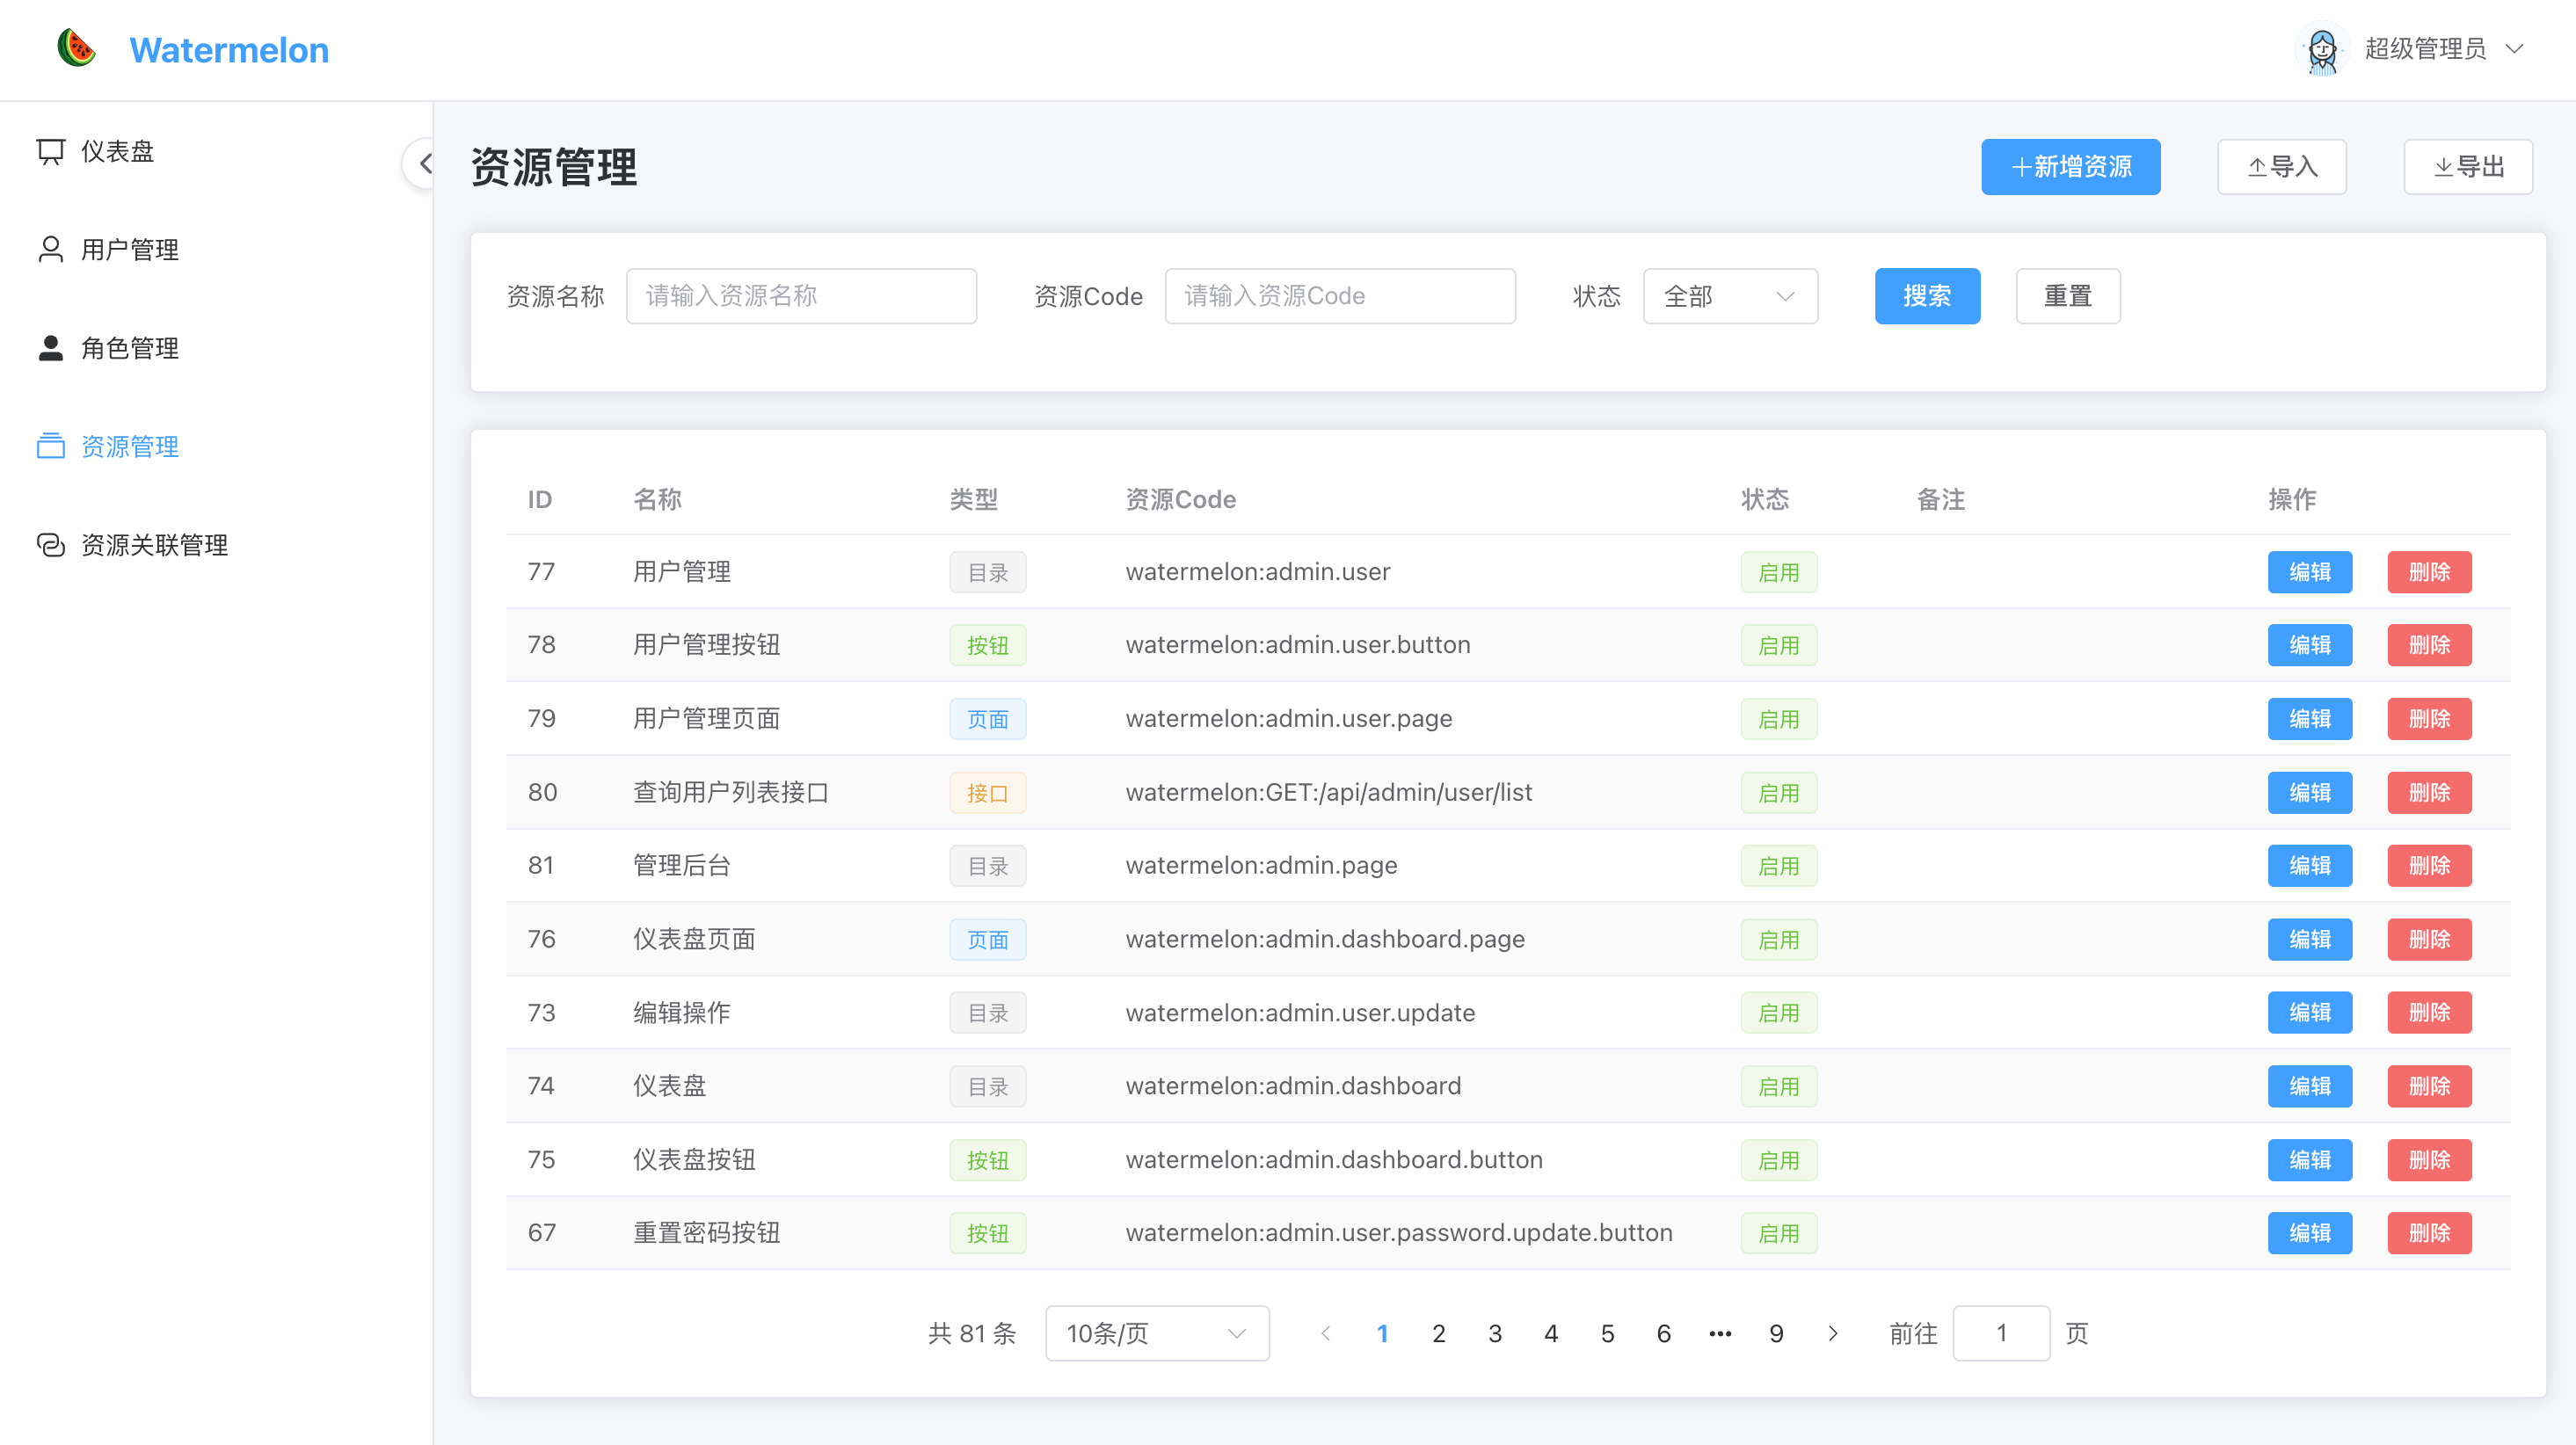 Watermelon
超级管理员
仪表盘
用户管理
角色管理
资源管理
资源关联管理
资源管理
新增资源 导入 导出
资源名称 请输入资源名称 资源Code 请输入资源Code 状态 全部 搜索 重置
ID 名称 类型 资源Code 状态 备注 操作
77 用户管理 目录 watermelon:admin.user 启用 编辑 删除
78 用户管理按钮 按钮 watermelon:admin.user.button 启用 编辑 删除
79 用户管理页面 页面 watermelon:admin.user.page 启用 编辑 删除
80 查询用户列表接口 接口 watermelon:GET:/api/admin/user/list 启用 编辑 删除
81 管理后台 目录 watermelon:admin.page 启用 编辑 删除
76 仪表盘页面 页面 watermelon:admin.dashboard.page 启用 编辑 删除
73 编辑操作 目录 watermelon:admin.user.update 启用 编辑 删除
74 仪表盘 目录 watermelon:admin.dashboard 启用 编辑 删除
75 仪表盘按钮 按钮 watermelon:admin.dashboard.button 启用 编辑 删除
67 重置密码按钮 按钮 watermelon:admin.user.password.update.button 启用 编辑 删除
共 81 条 10条/页 1 2 3 4 5 6 ••• 9 前往 1 页